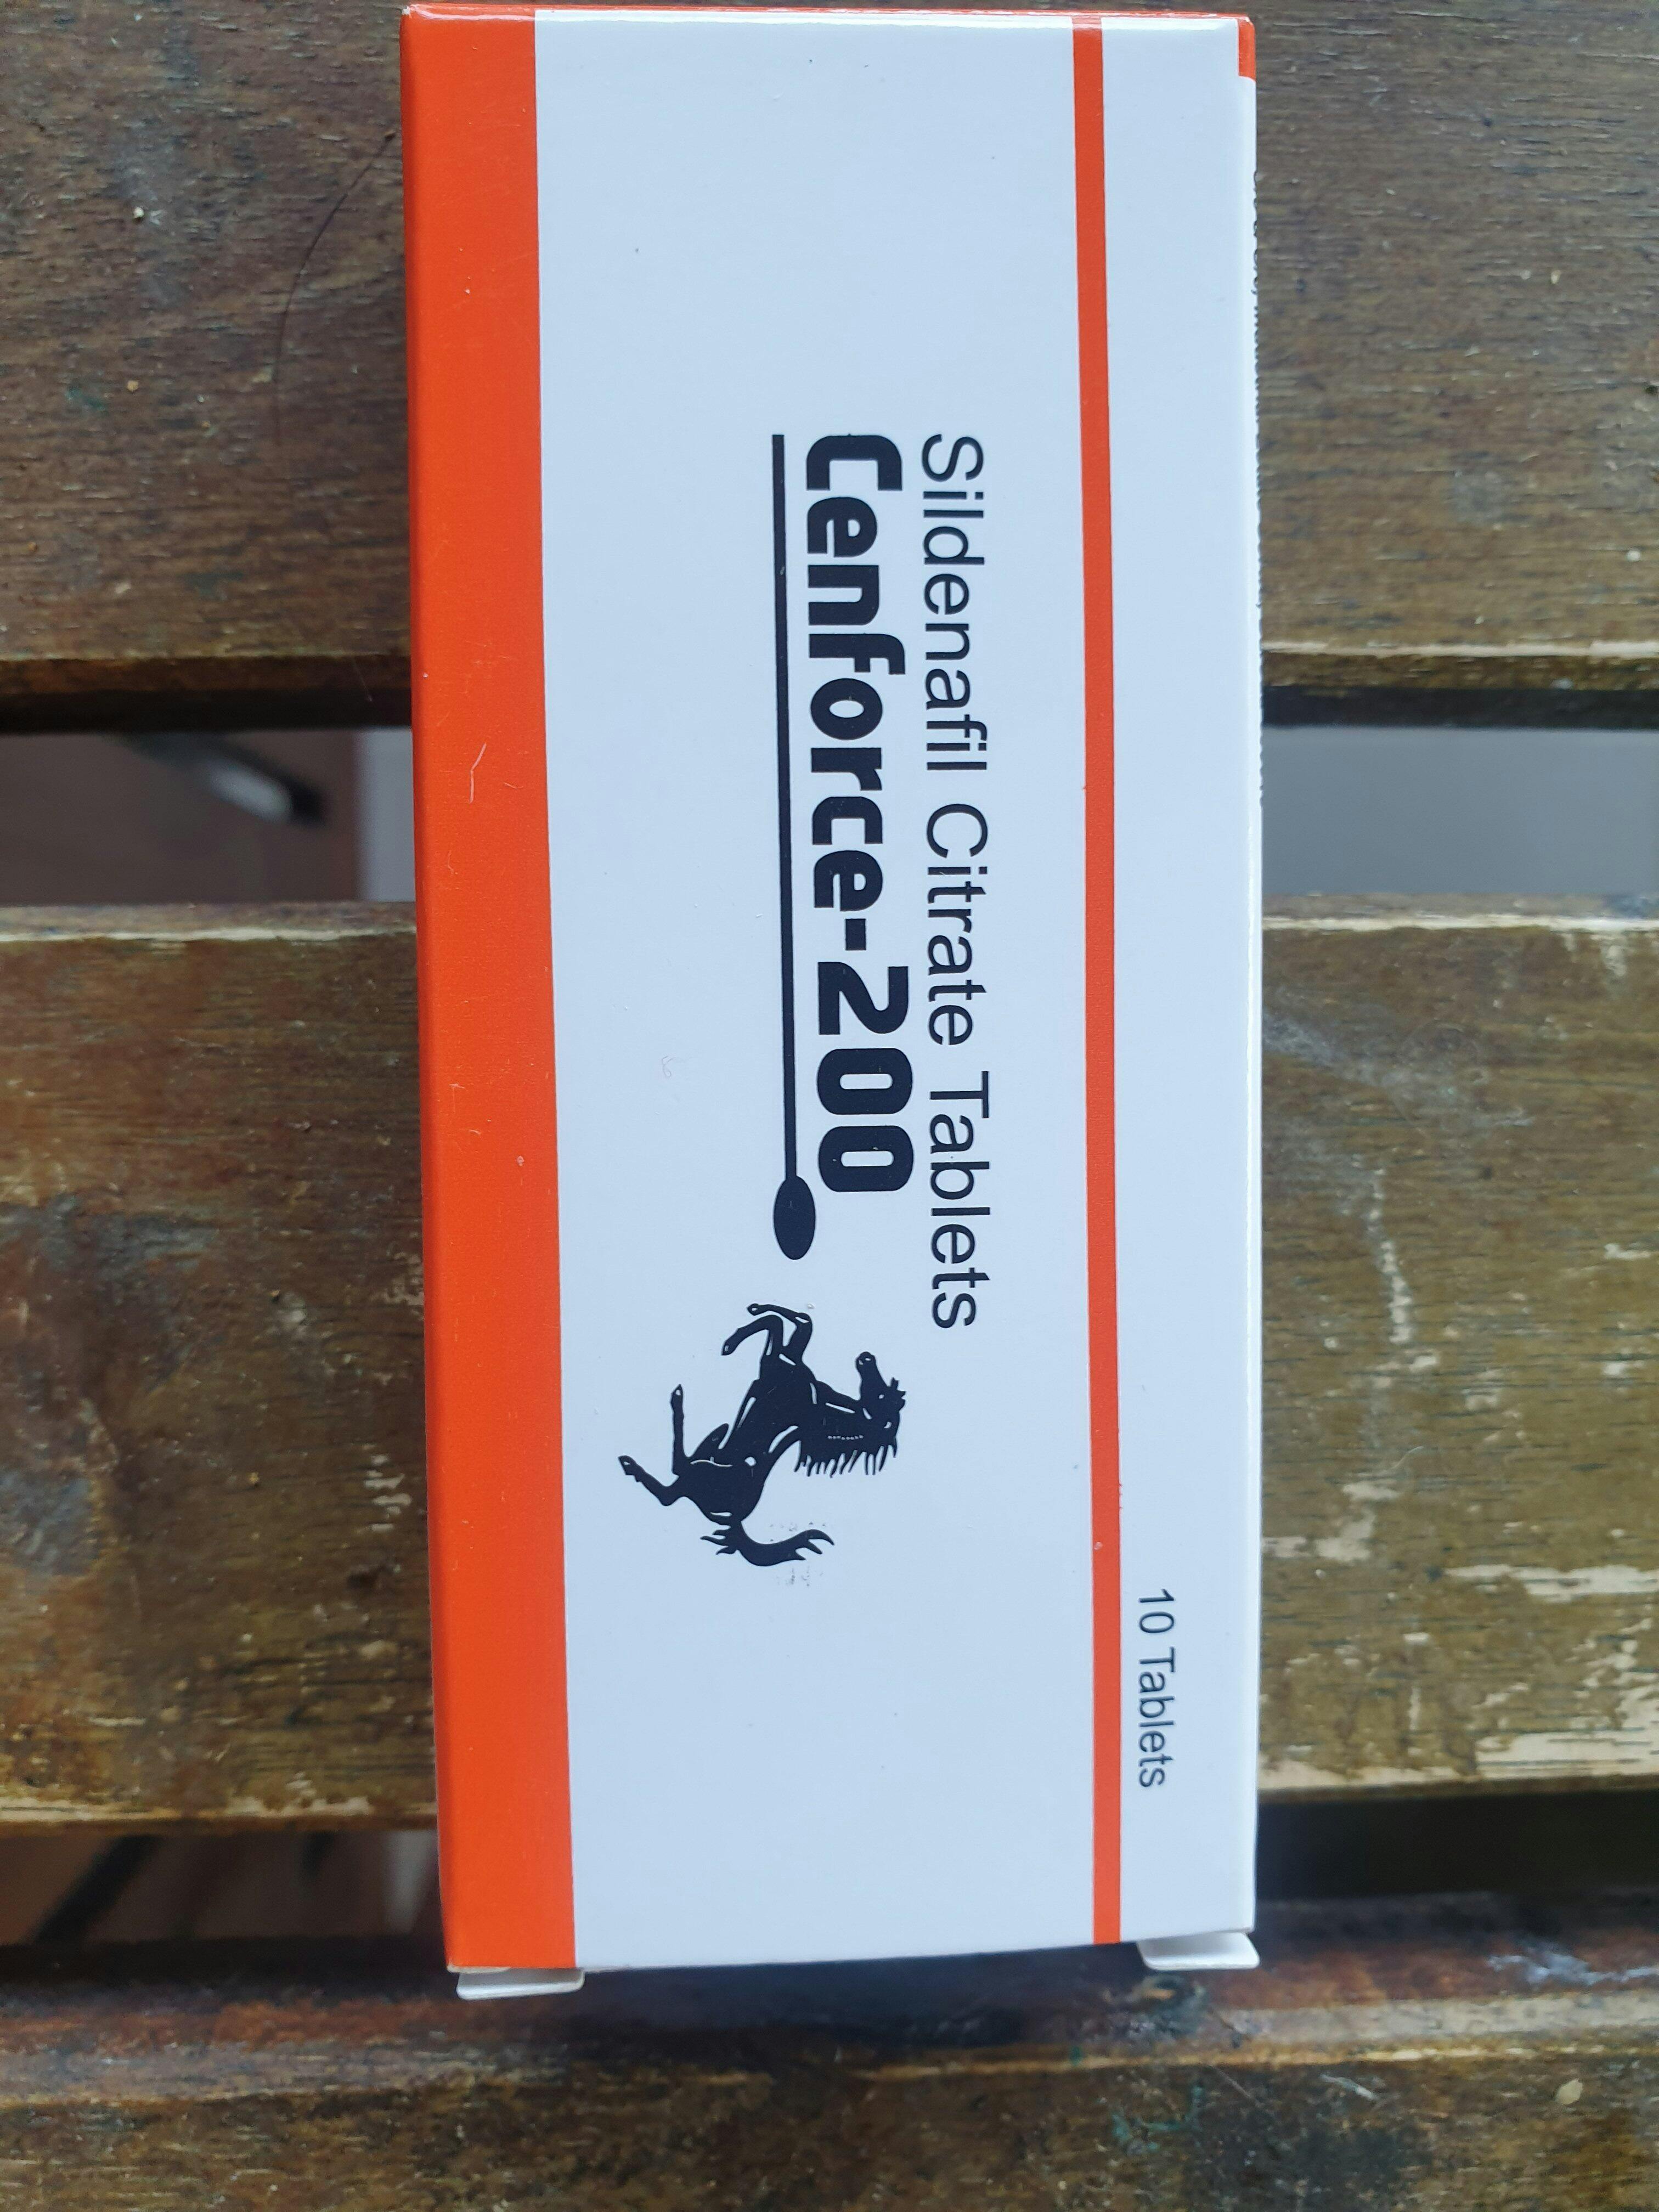 Sildenafil Citrate Tablets
Cenforce-200
10 Tablets